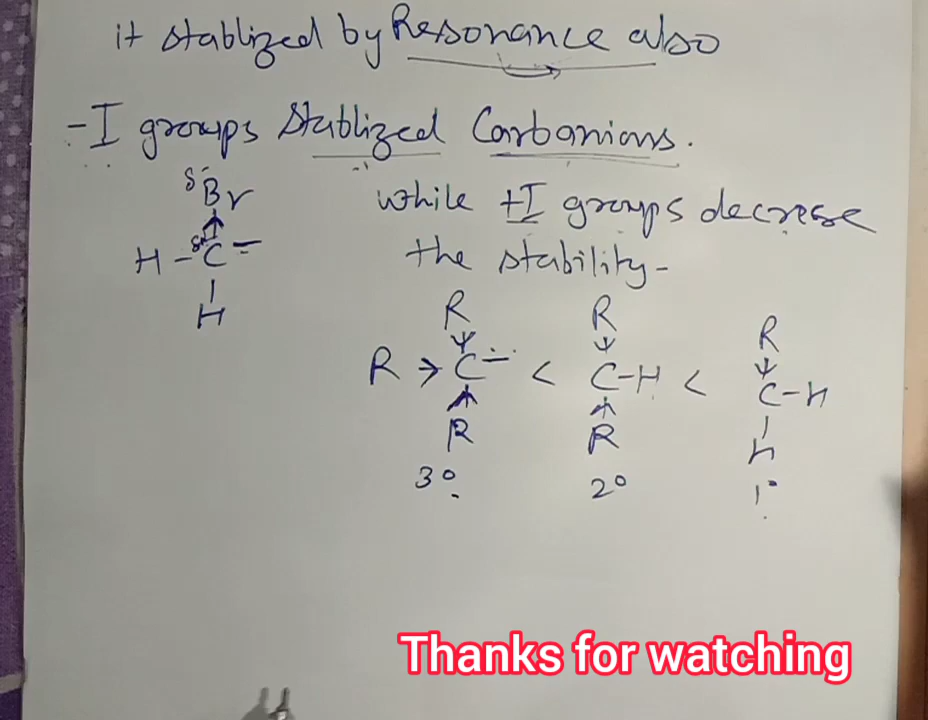 it stablized by Ressonance also
-I groups Stablized Carbanions.
while +I groups decrese
the stability-
δ- Br
H - δ+ C -
H
R R R
R > C - < C-H < C-H
R R H
3° 2° 1°
Thanks for watching